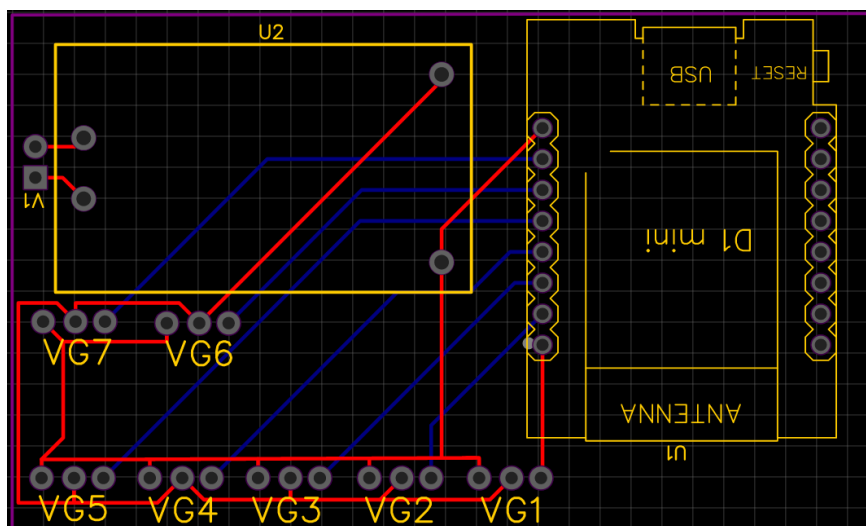 U2
USB
RESET
V1
D1 mini
VG7
VG6
ANTENNA
U1
VG5
VG4
VG3
VG2
VG1